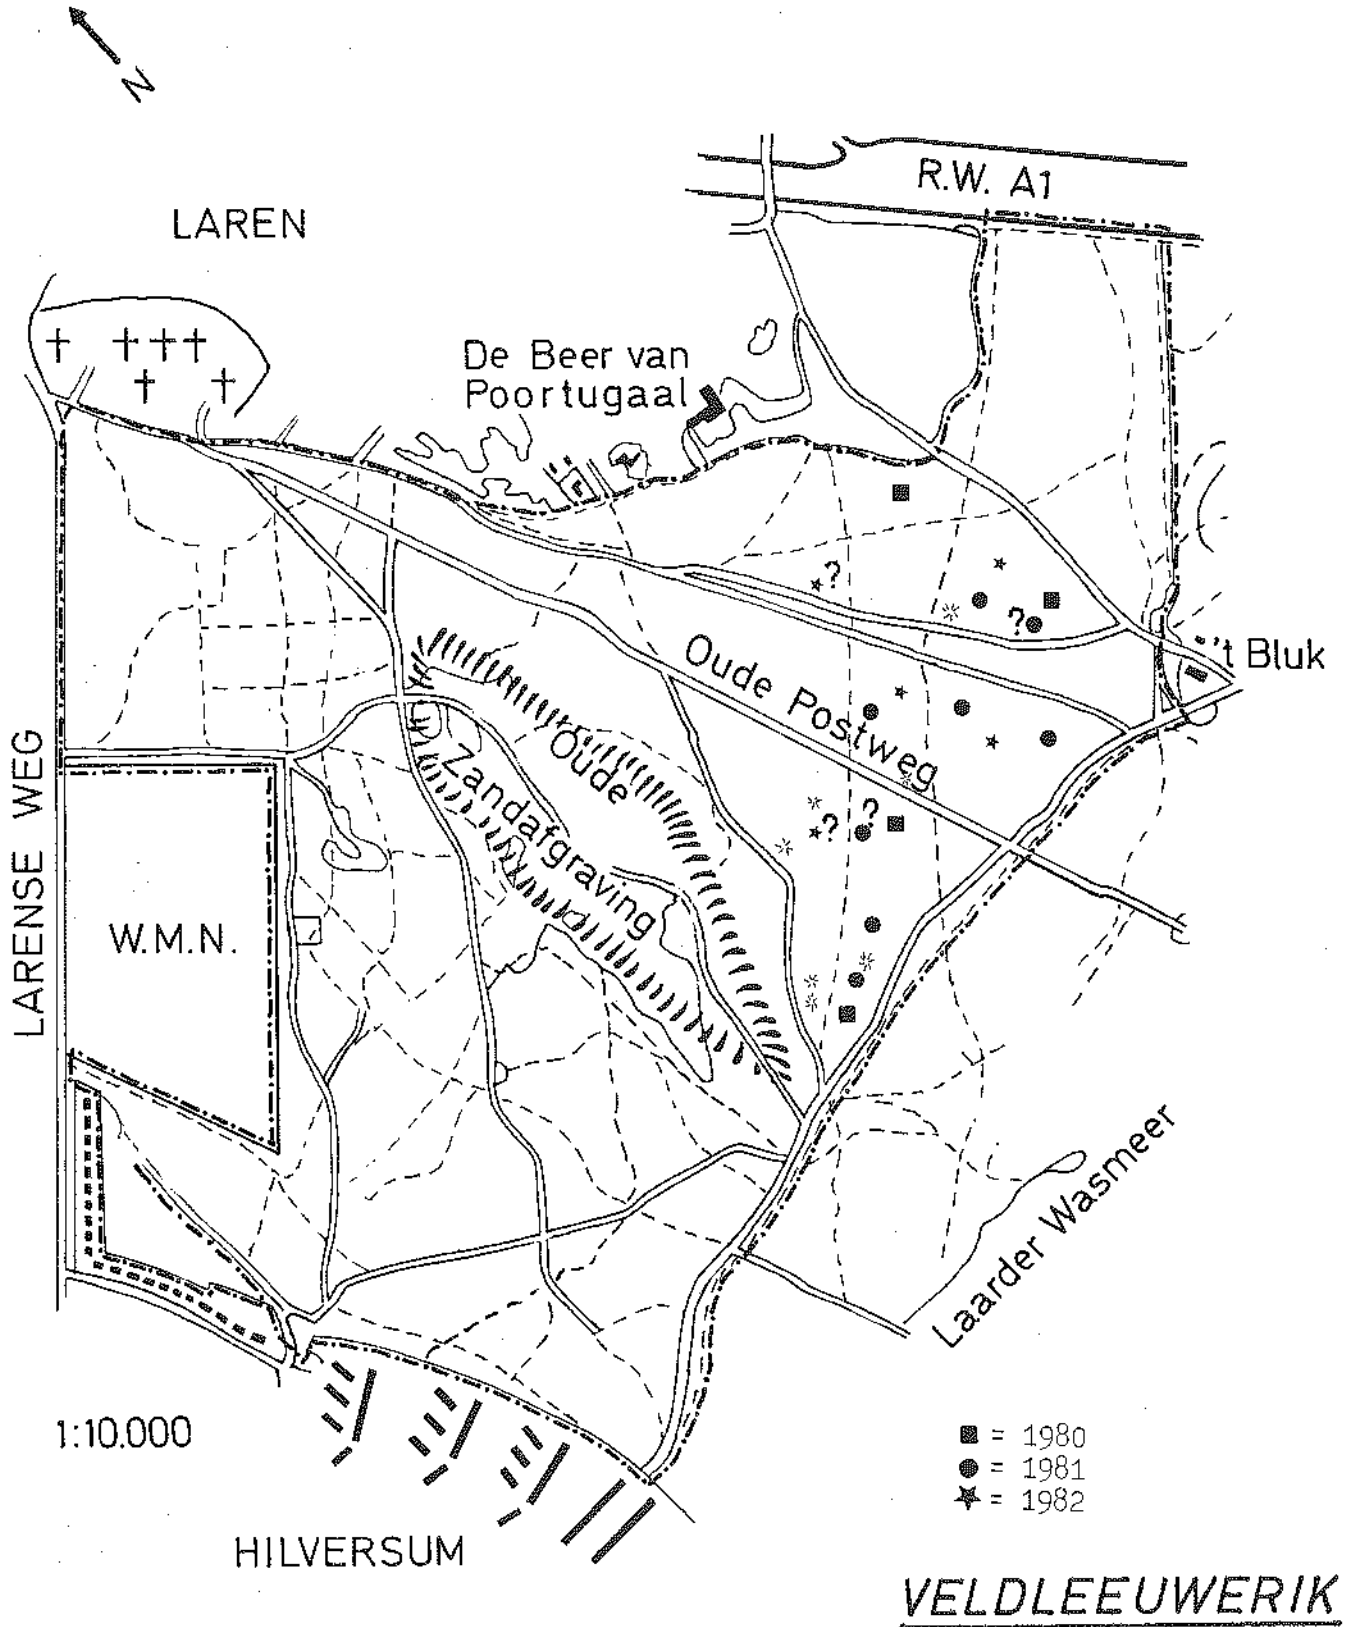 N
R.W. A1
LAREN
De Beer van
Poortugaal
?
?
't Bluk
Oude Postweg
Oude
Zandafgraving
? ?
LARENSE WEG
W.M.N.
Laarder Wasmeer
1:10.000
■ = 1980
● = 1981
★ = 1982
HILVERSUM
VELDLEEUWERIK